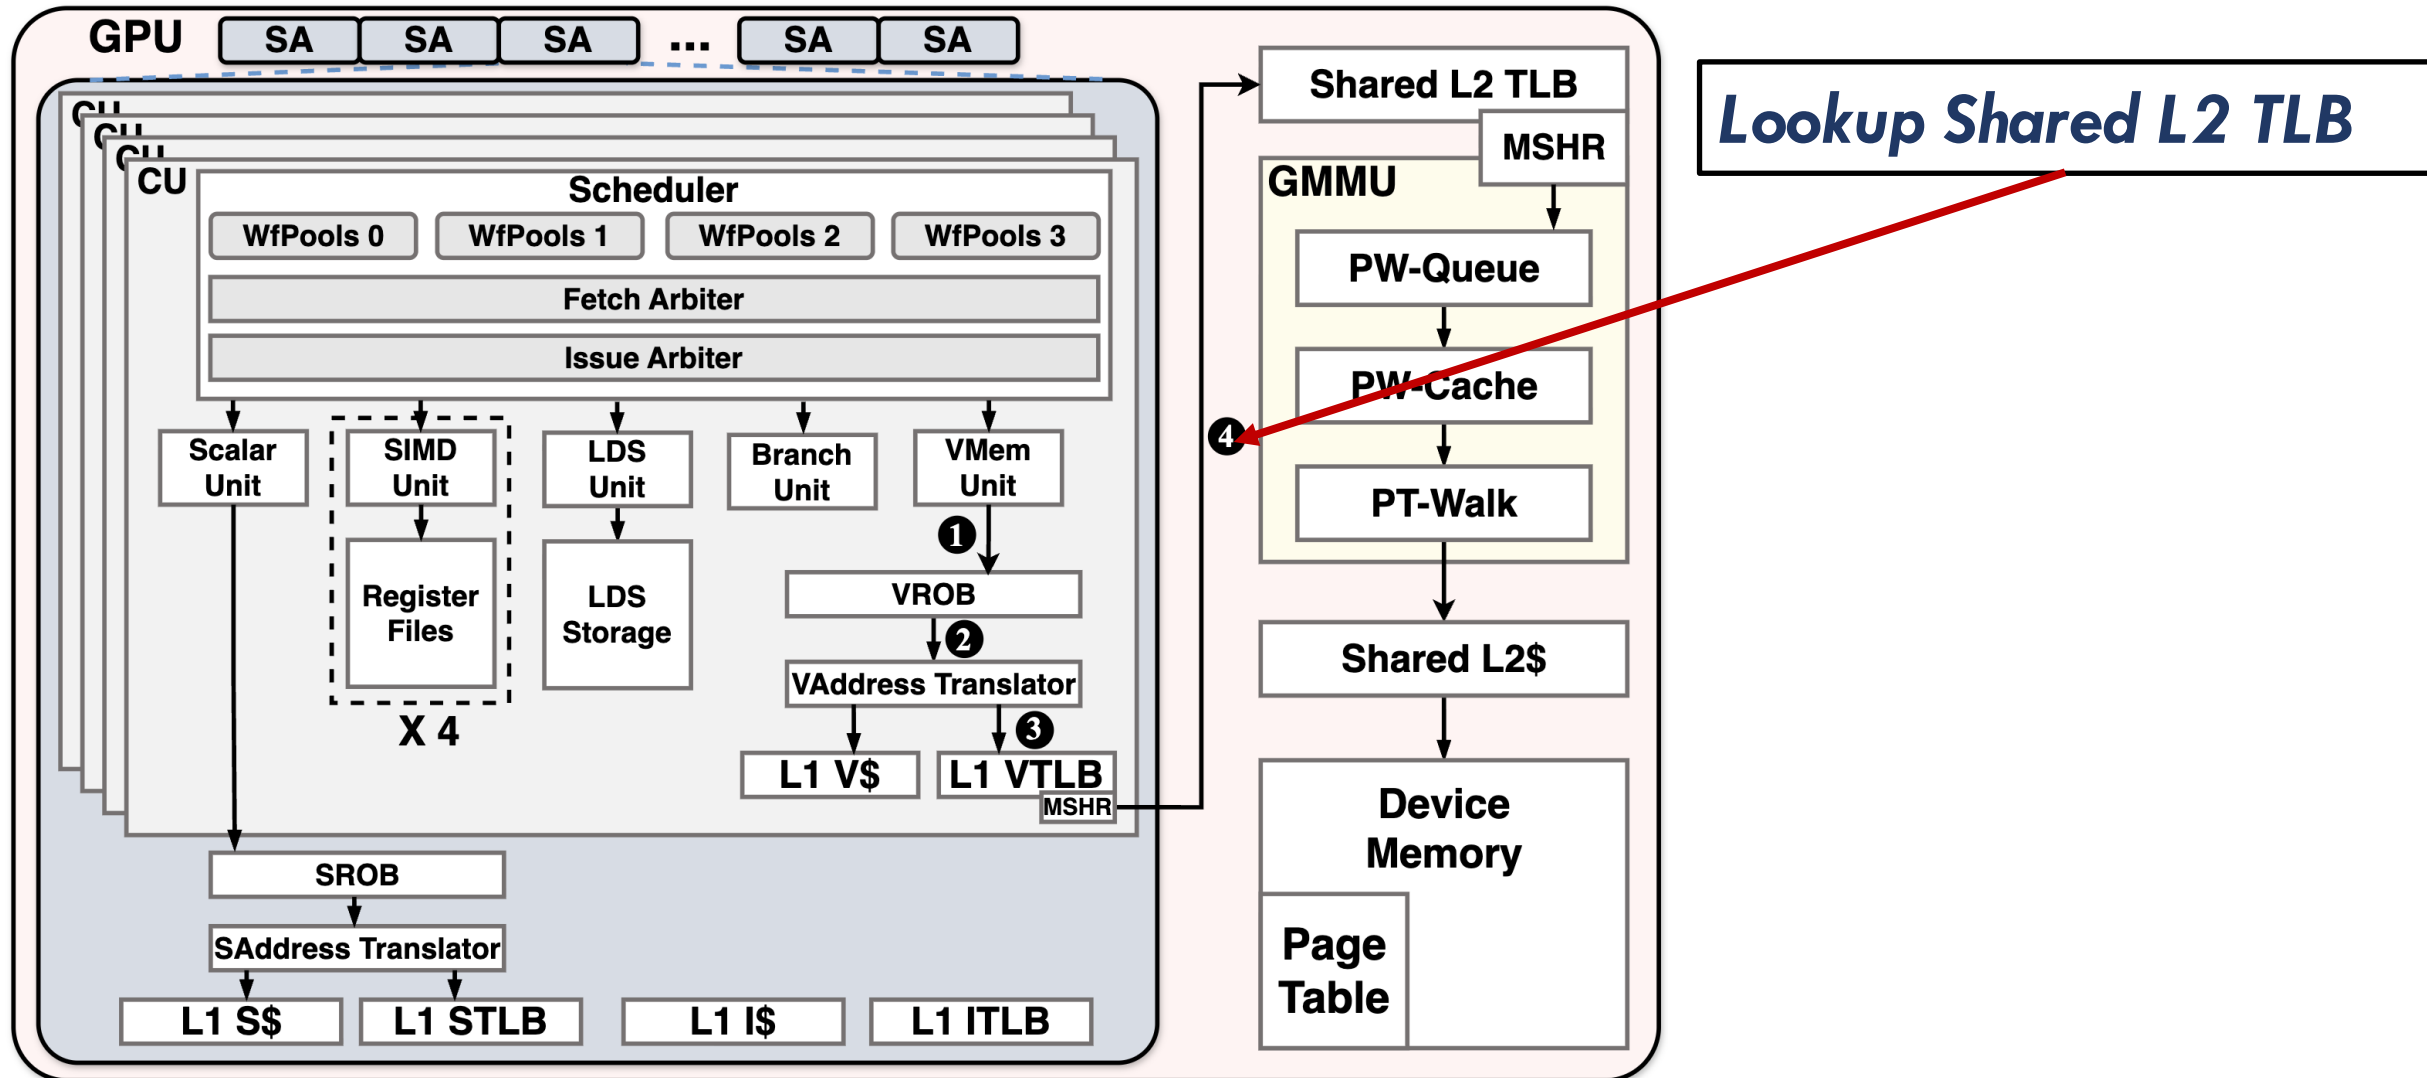 GPU
SA SA SA ... SA SA
CU
CU
CU
CU
Scheduler
WfPools 0 WfPools 1 WfPools 2 WfPools 3
Fetch Arbiter
Issue Arbiter
Scalar
Unit
SIMD
Unit
LDS
Unit
Branch
Unit
VMem
Unit
Register
Files
X 4
LDS
Storage
1
VROB
2
VAddress Translator
3
L1 V$
L1 VTLB
MSHR
SROB
SAddress Translator
L1 S$
L1 STLB
L1 I$
L1 ITLB
4
Shared L2 TLB
MSHR
GMMU
PW-Queue
PW-Cache
PT-Walk
Shared L2$
Device
Memory
Page
Table
Lookup Shared L2 TLB